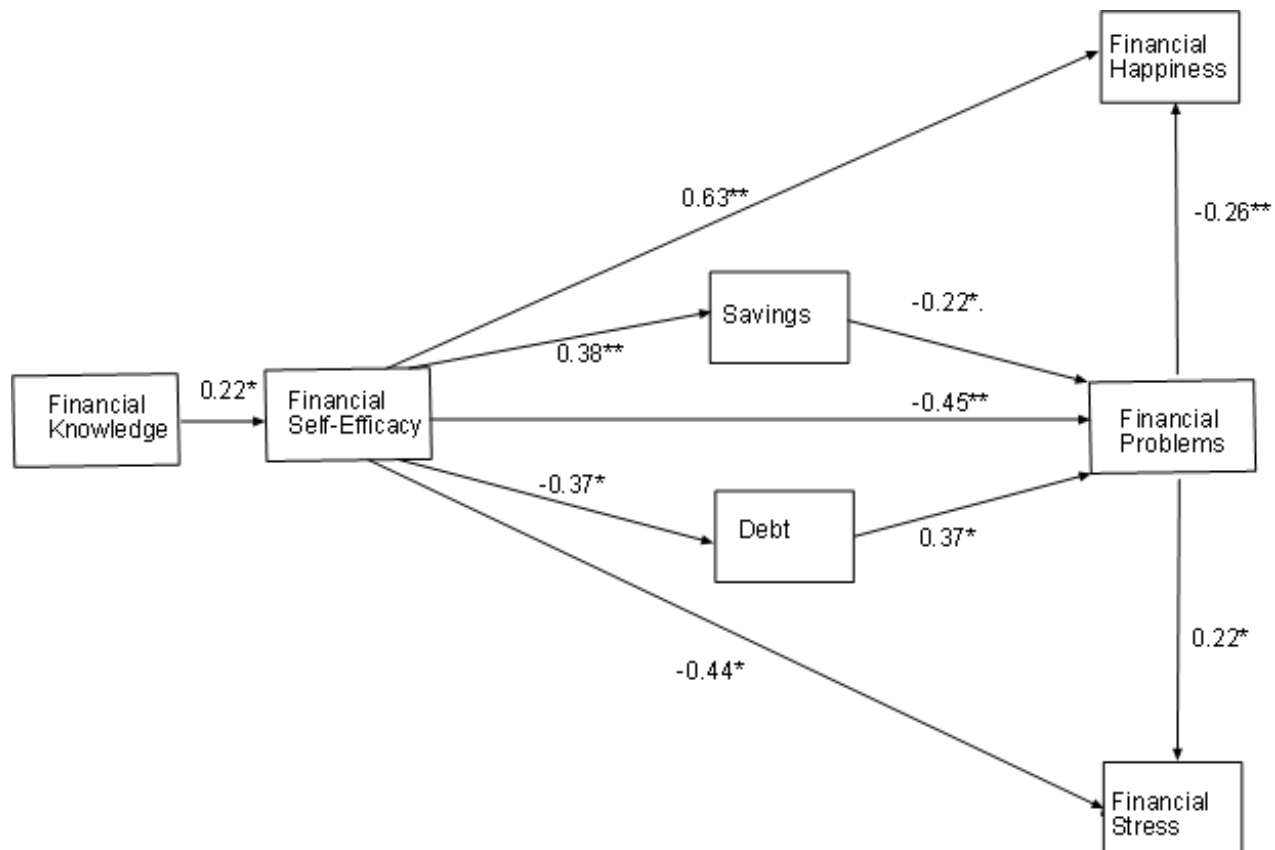 Financial
Happiness
0.63**
-0.26**
Savings
-0.22*.
0.38**
Financial
Knowledge
0.22*
Financial
Self-Efficacy
-0.45**
Financial
Problems
-0.37*
Debt
0.37*
-0.44*
0.22*
Financial
Stress